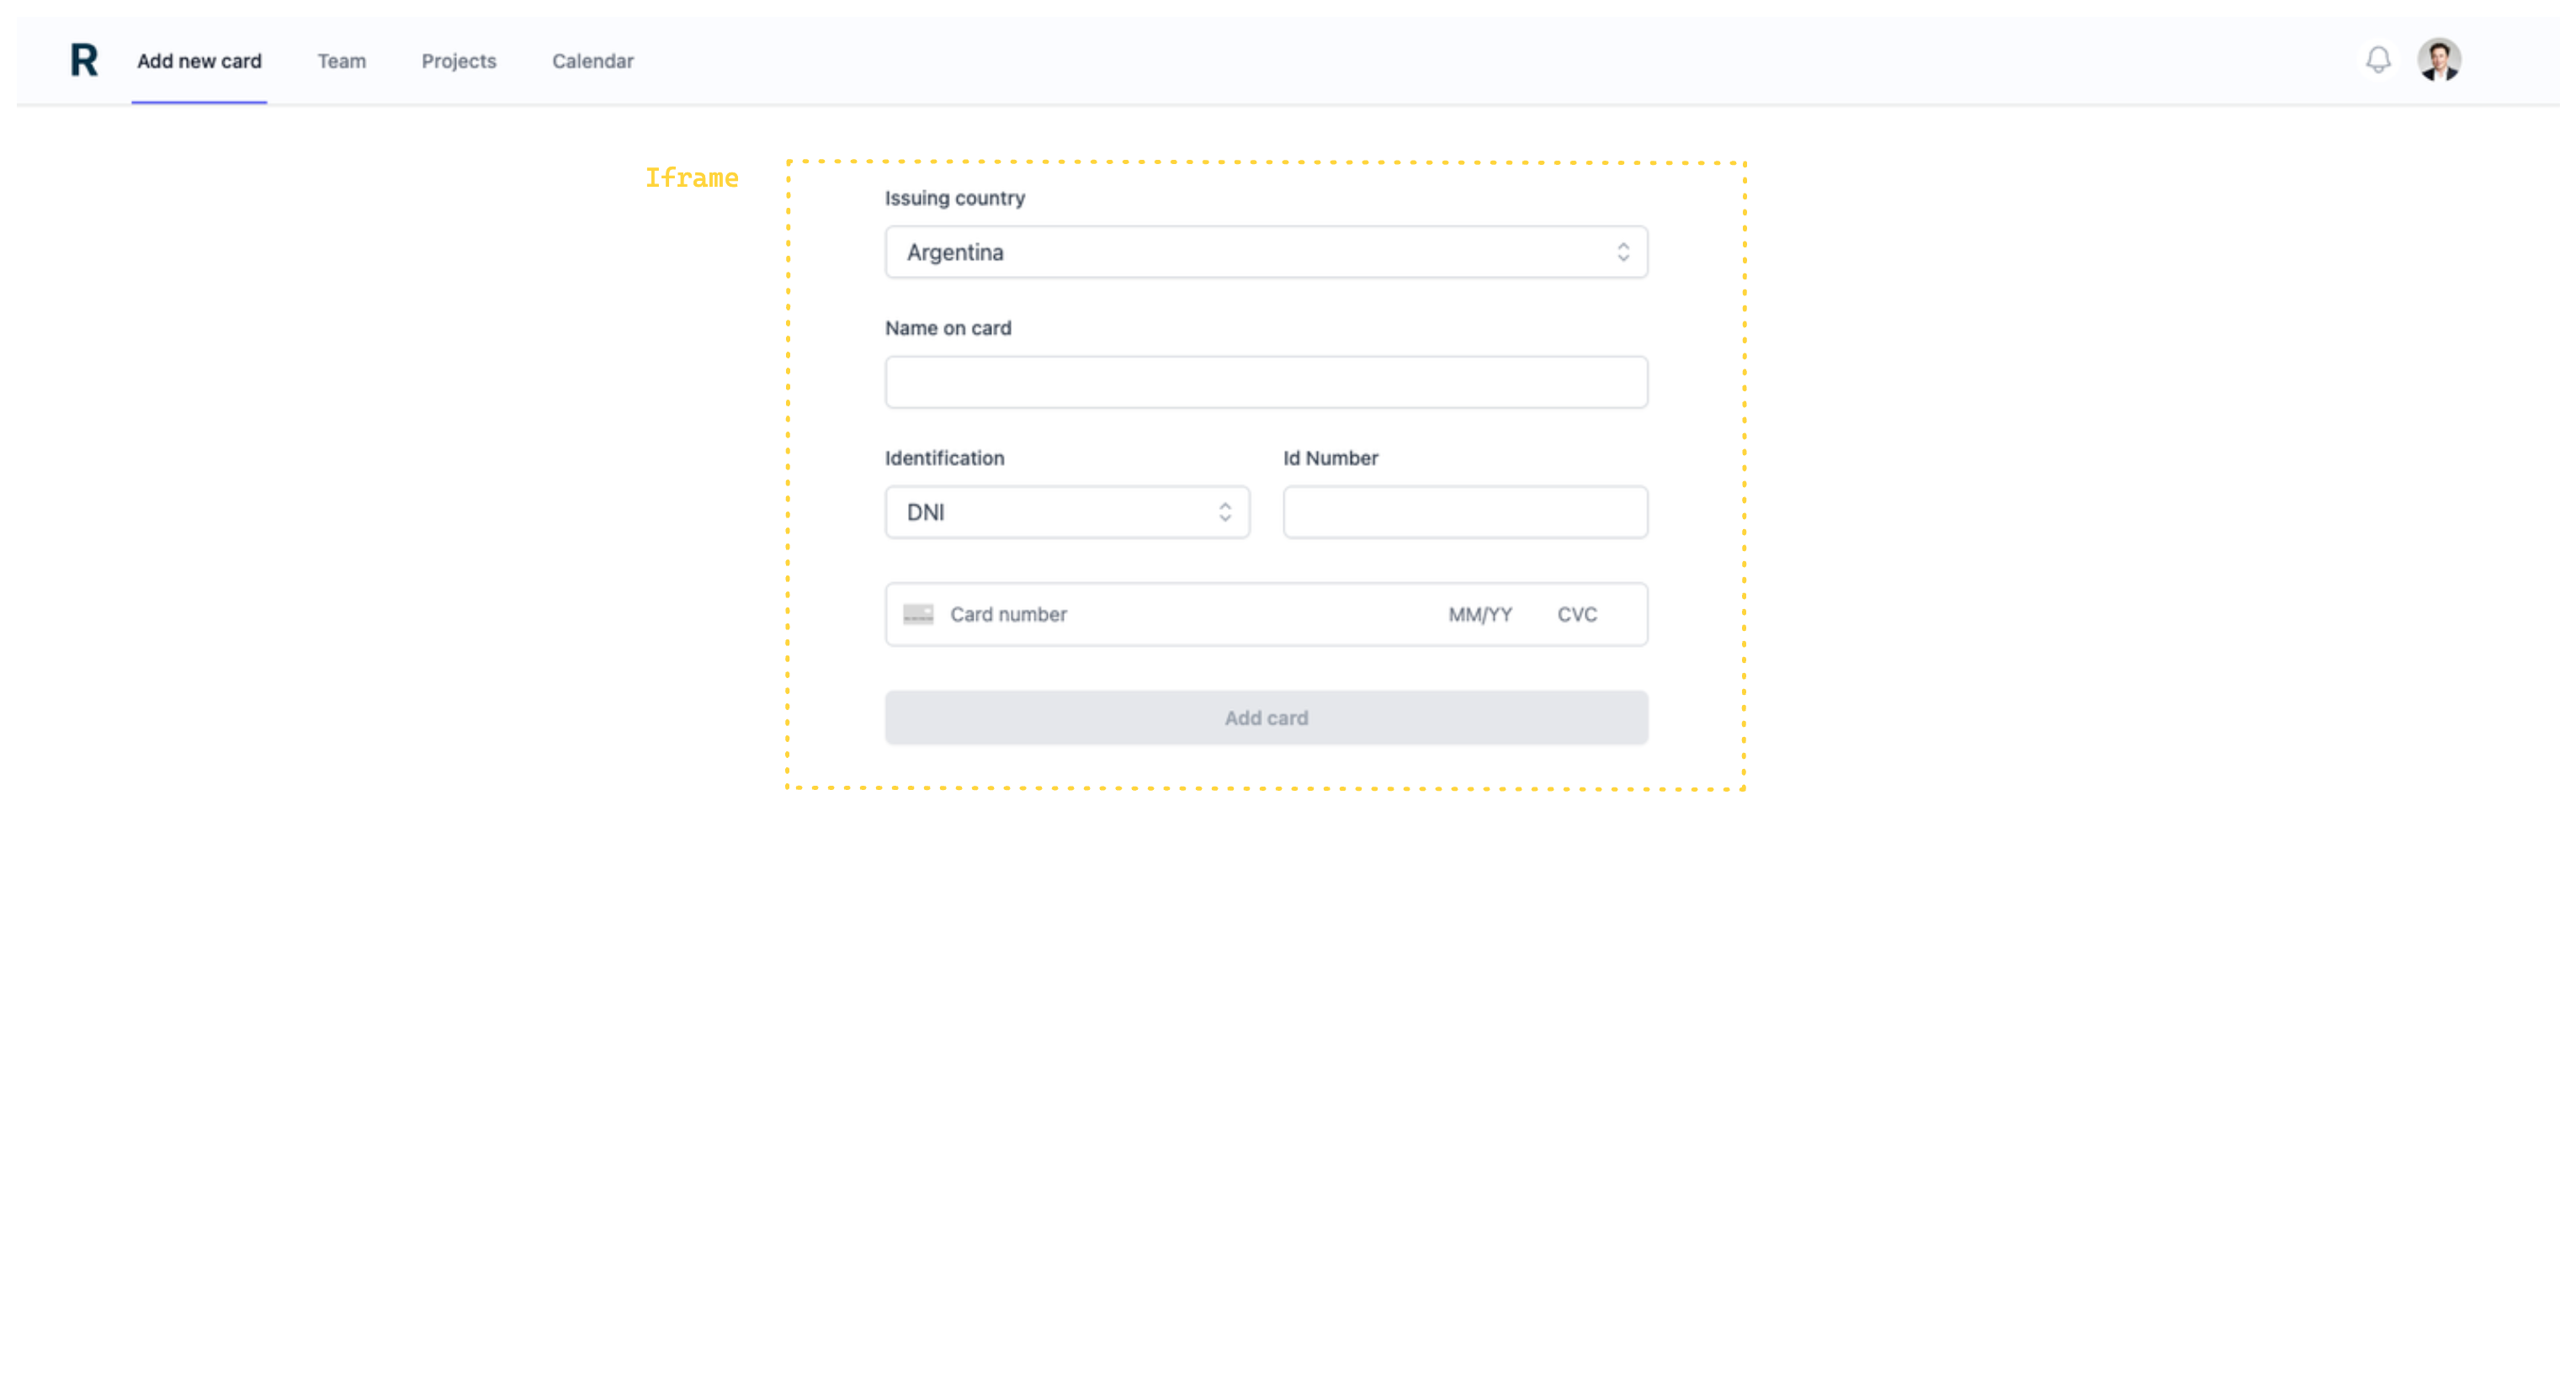 R Add new card Team Projects Calendar
Iframe
Issuing country
Argentina
Name on card
Identification Id Number
DNI
Card number MM/YY CVC
Add card